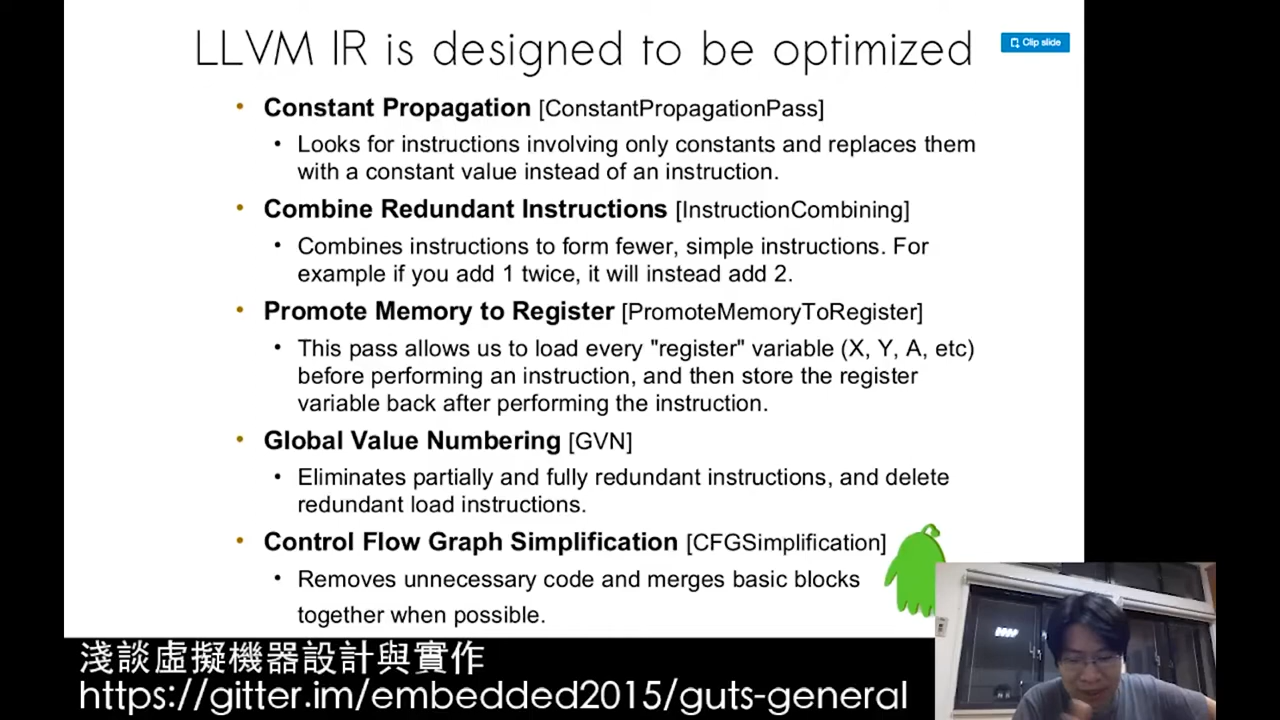 LLVM IR is designed to be optimized
Clip slide
• Constant Propagation [ConstantPropagationPass]
• Looks for instructions involving only constants and replaces them
with a constant value instead of an instruction.
• Combine Redundant Instructions [InstructionCombining]
• Combines instructions to form fewer, simple instructions. For
example if you add 1 twice, it will instead add 2.
• Promote Memory to Register [PromoteMemoryToRegister]
• This pass allows us to load every "register" variable (X, Y, A, etc)
before performing an instruction, and then store the register
variable back after performing the instruction.
• Global Value Numbering [GVN]
• Eliminates partially and fully redundant instructions, and delete
redundant load instructions.
• Control Flow Graph Simplification [CFGSimplification]
• Removes unnecessary code and merges basic blocks
together when possible.
淺談虛擬機器設計與實作
https://gitter.im/embedded2015/guts-general